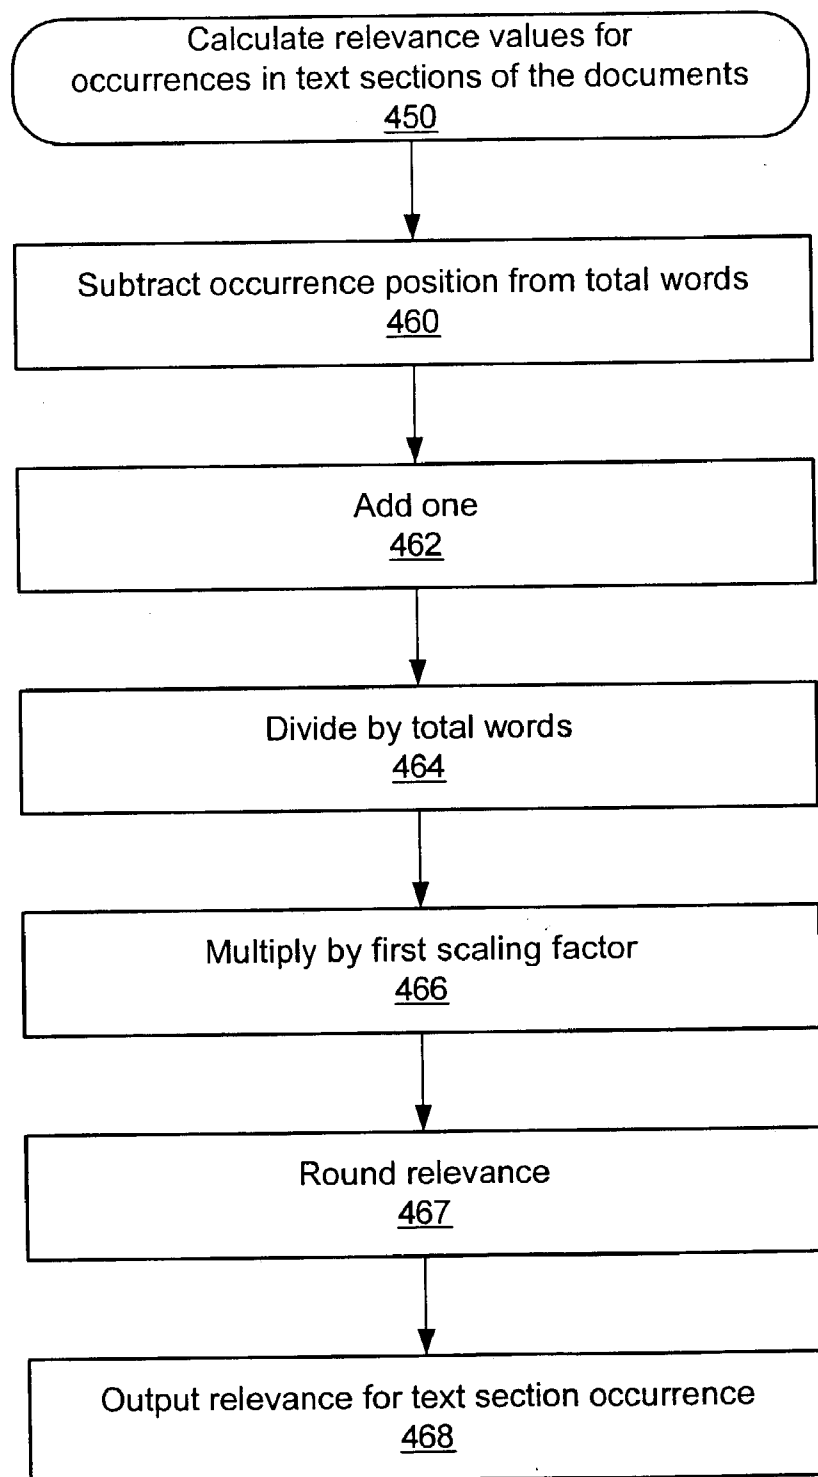 Calculate relevance values for
occurrences in text sections of the documents
450
Subtract occurrence position from total words
460
Add one
462
Divide by total words
464
Multiply by first scaling factor
466
Round relevance
467
Output relevance for text section occurrence
468